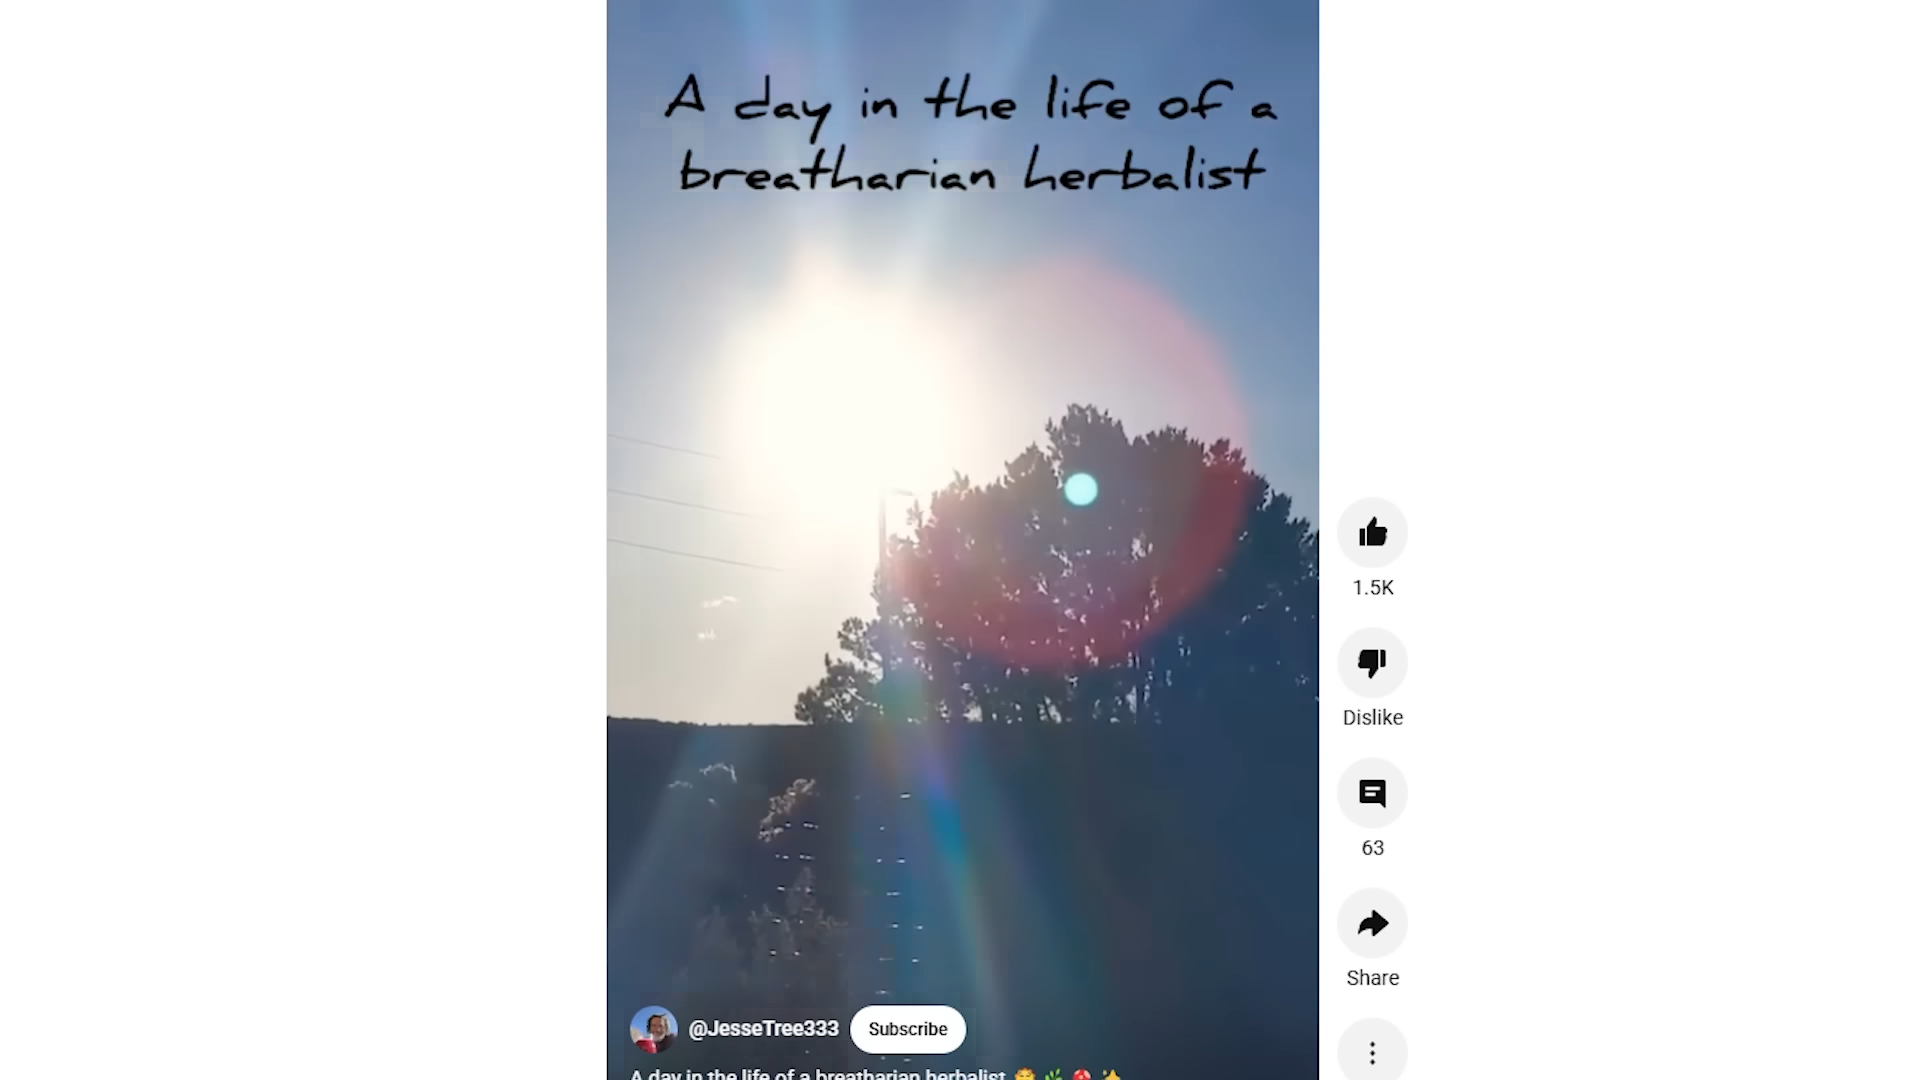 A day in the life of a
breatharian herbalist
1.5K
Dislike
63
Share
@JesseTree333 Subscribe
A day in the life of a breatharian herbalist